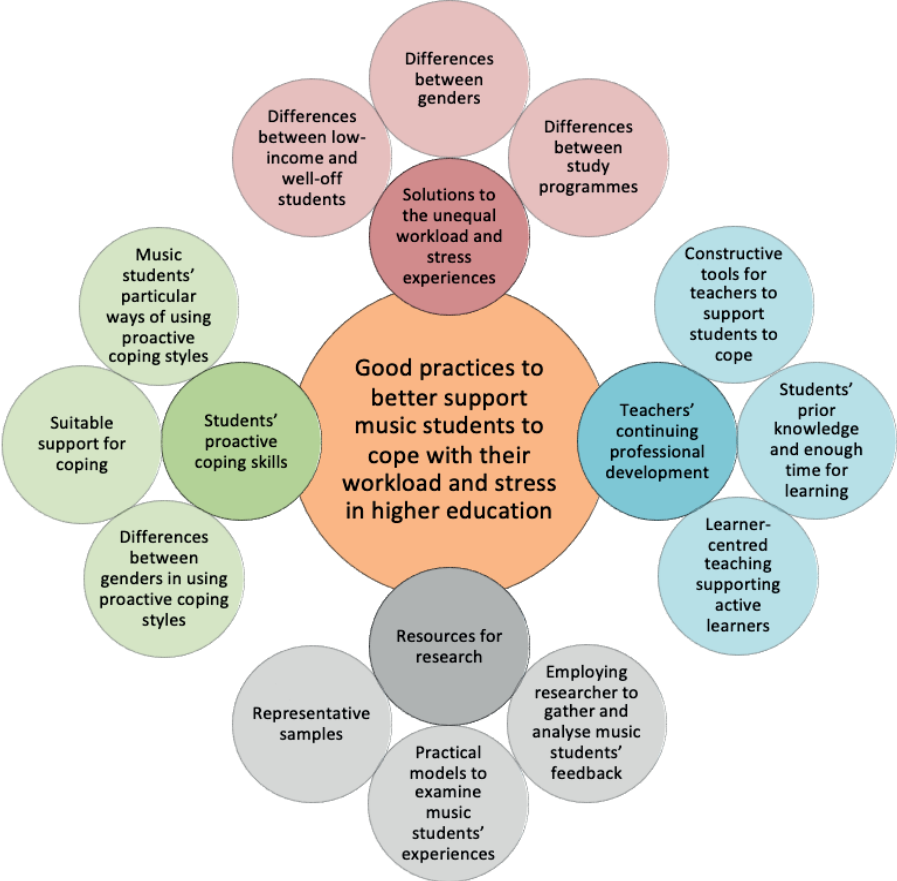 Differences
between
genders
Differences
between low-
income and
well-off
students
Differences
between
study
programmes
Solutions to
the unequal
workload and
stress
experiences
Music
students’
particular
ways of using
proactive
coping styles
Suitable
support for
coping
Students’
proactive
coping skills
Differences
between
genders in using
proactive coping
styles
Good practices to
better support
music students to
cope with their
workload and stress
in higher education
Constructive
tools for
teachers to
support
students to
cope
Teachers’
continuing
professional
development
Students’
prior
knowledge
and enough
time for
learning
Learner-
centred
teaching
supporting
active
learners
Resources for
research
Representative
samples
Practical
models to
examine
music
students’
experiences
Employing
researcher to
gather and
analyse music
students’
feedback